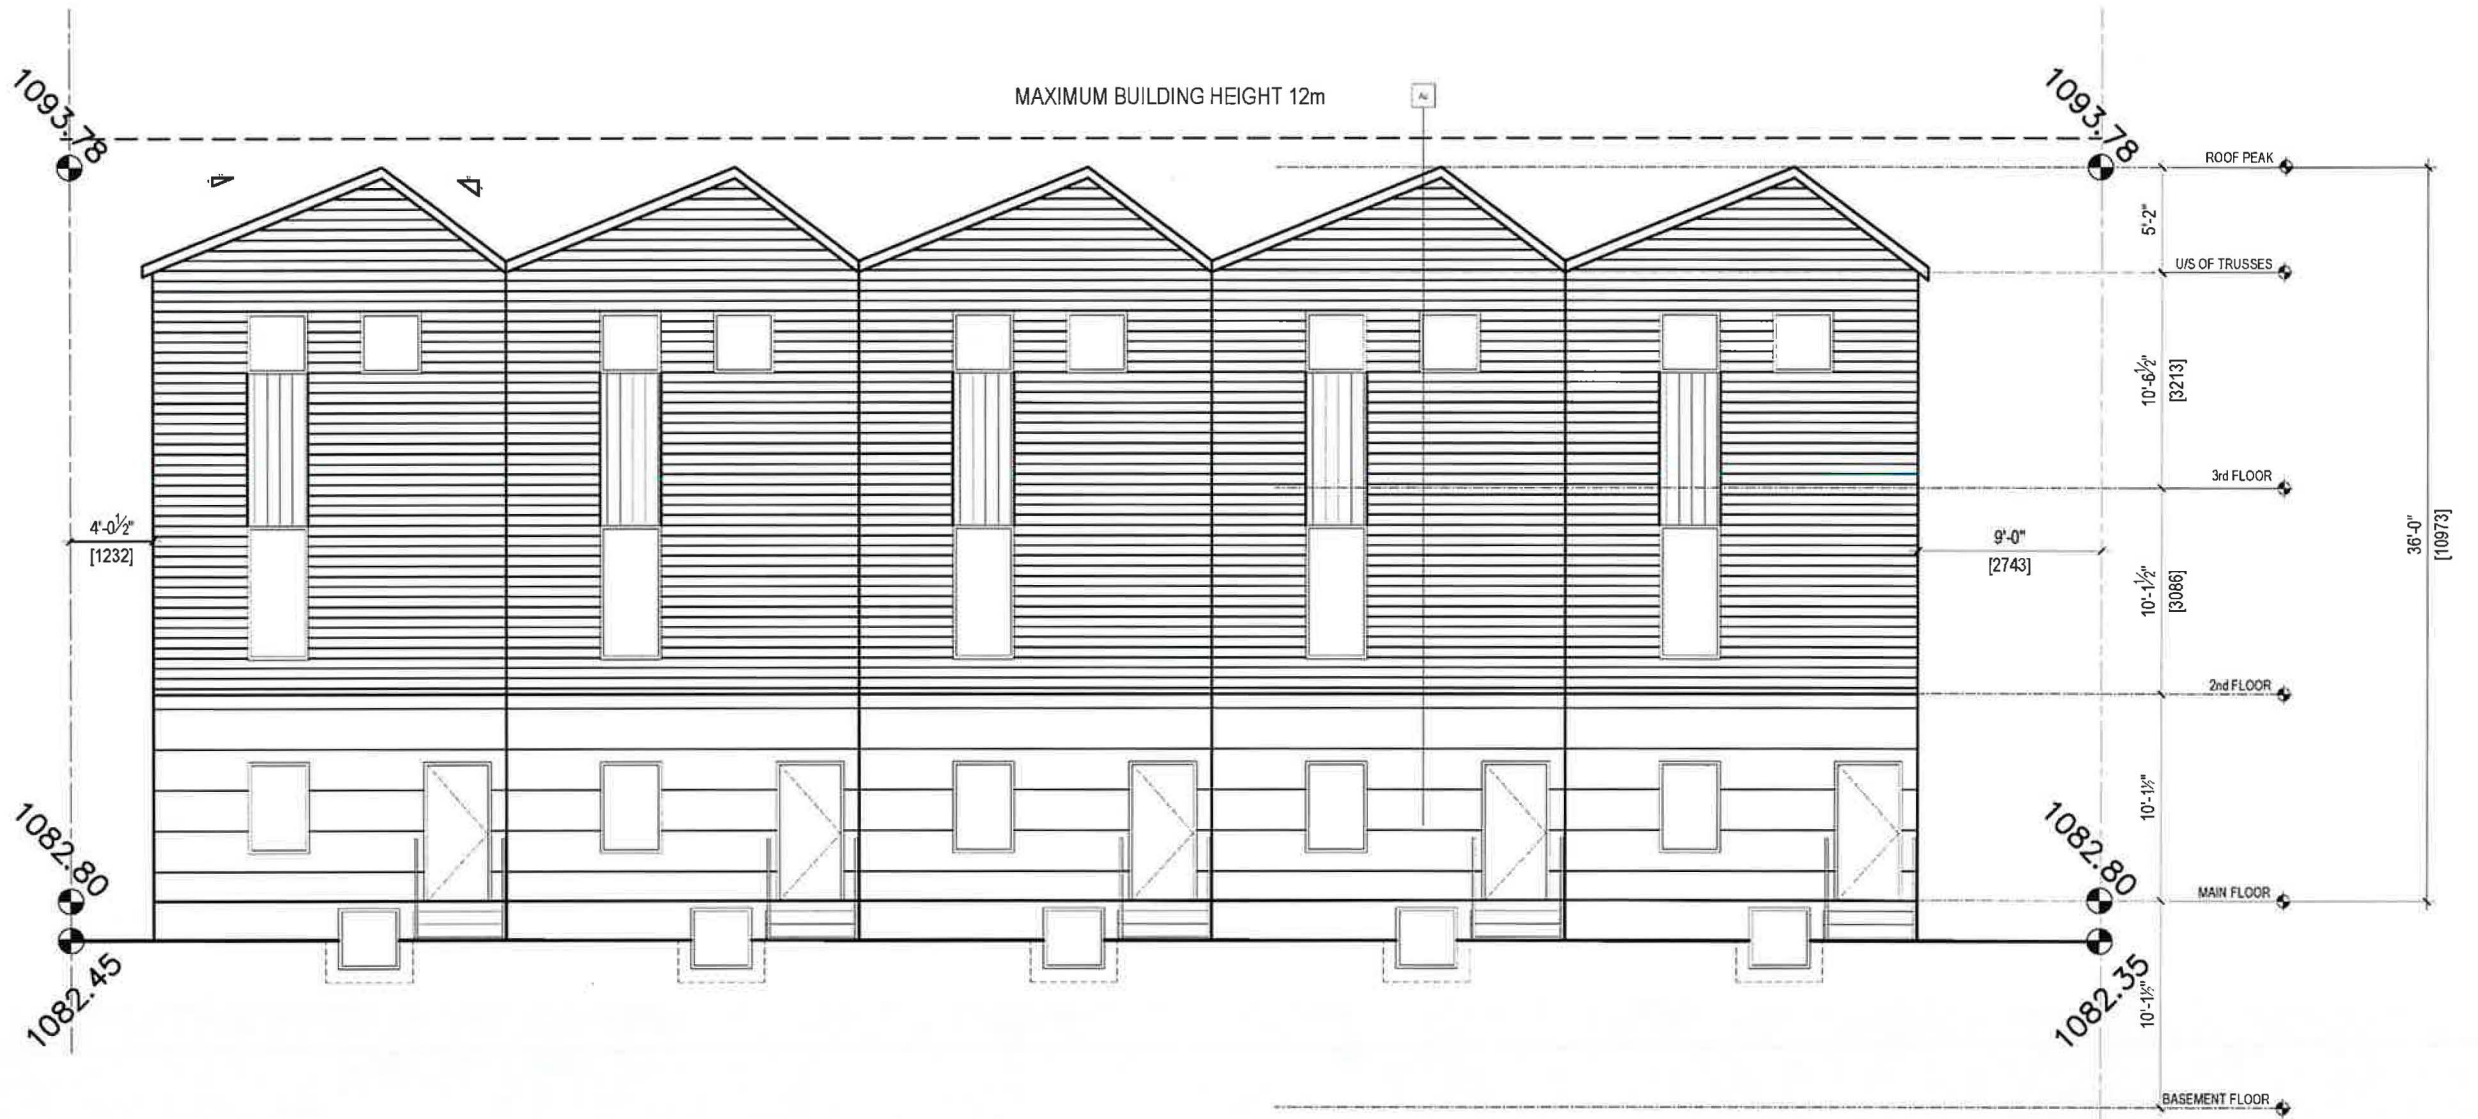 MAXIMUM BUILDING HEIGHT 12m
1093.78
1093.78
ROOF PEAK
5'-2"
U/S OF TRUSSES
10'-6½"
[3213]
3rd FLOOR
36'-0"
[10973]
4'-0½"
[1232]
9'-0"
[2743]
10'-1½"
[3086]
2nd FLOOR
10'-1½"
1082.80
1082.80
MAIN FLOOR
1082.45
1082.35
10'-1½"
BASEMENT FLOOR